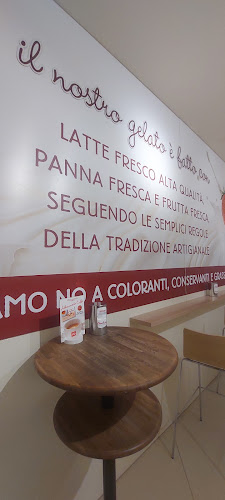 il nostro gelato è fatto con
LATTE FRESCO ALTA QUALITÀ
PANNA FRESCA E FRUTTA FRESCA
SEGUENDO LE SEMPLICI REGOLE
DELLA TRADIZIONE ARTIGIANALE
AMO NO A COLORANTI, CONSERVANTI E GRASS